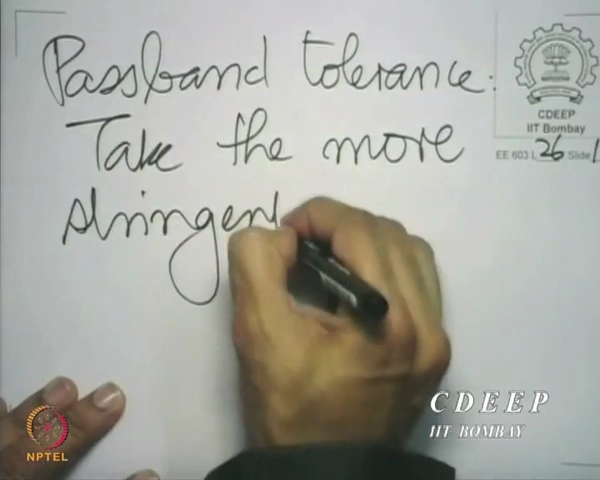 Passband tolerance:
Take the more
stringent
CDEEP
IIT Bombay
EE 603 L 26 Slide 1
CDEEP
IIT BOMBAY
NPTEL